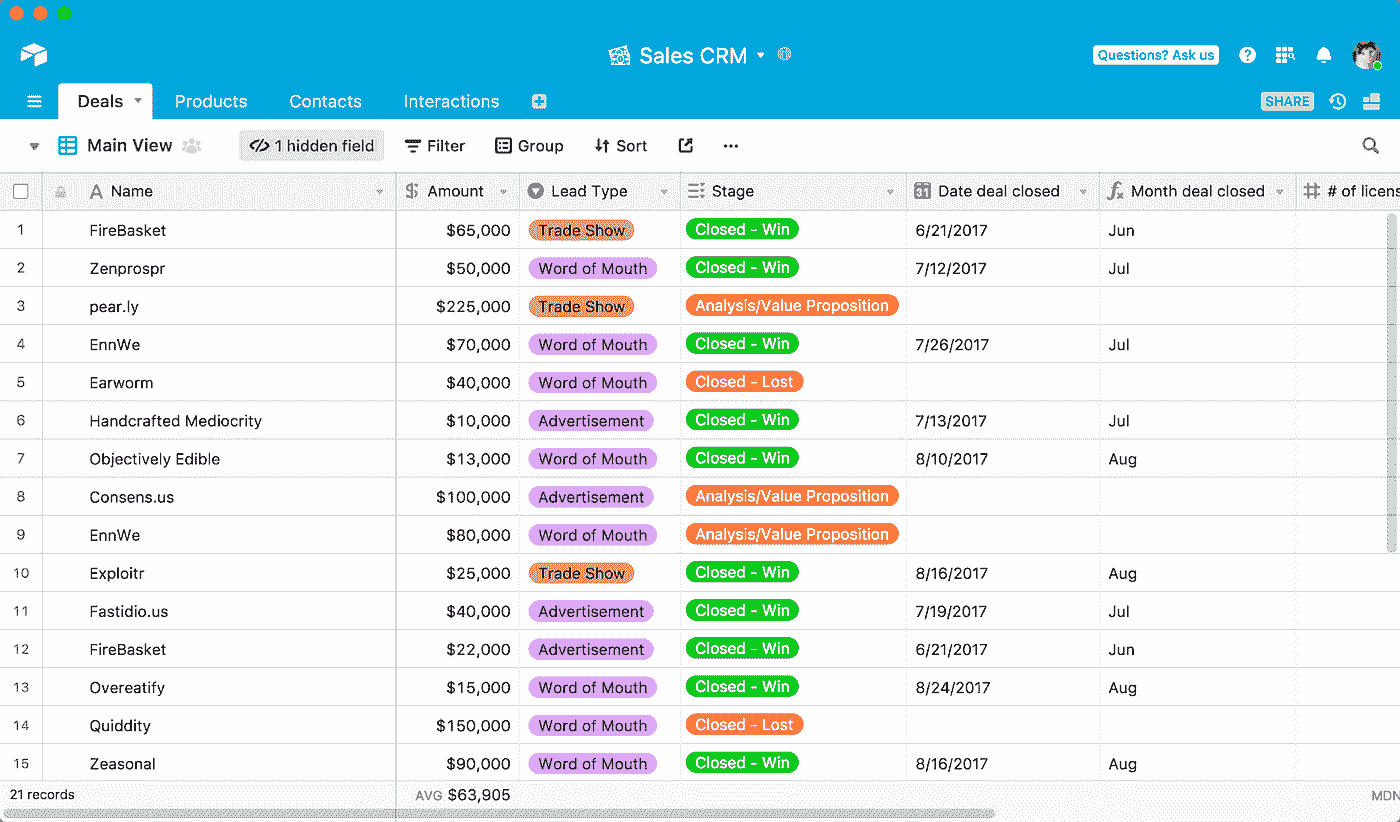 Sales CRM
Questions? Ask us
Deals Products Contacts Interactions
SHARE
Main View 1 hidden field Filter Group Sort
Name Amount Lead Type Stage Date deal closed Month deal closed # of licens
1 FireBasket $65,000 Trade Show Closed - Win 6/21/2017 Jun
2 Zenprospr $50,000 Word of Mouth Closed - Win 7/12/2017 Jul
3 pear.ly $225,000 Trade Show Analysis/Value Proposition
4 EnnWe $70,000 Word of Mouth Closed - Win 7/26/2017 Jul
5 Earworm $40,000 Word of Mouth Closed - Lost
6 Handcrafted Mediocrity $10,000 Advertisement Closed - Win 7/13/2017 Jul
7 Objectively Edible $13,000 Word of Mouth Closed - Win 8/10/2017 Aug
8 Consens.us $100,000 Advertisement Analysis/Value Proposition
9 EnnWe $80,000 Word of Mouth Analysis/Value Proposition
10 Exploitr $25,000 Trade Show Closed - Win 8/16/2017 Aug
11 Fastidio.us $40,000 Advertisement Closed - Win 7/19/2017 Jul
12 FireBasket $22,000 Advertisement Closed - Win 6/21/2017 Jun
13 Overeatify $15,000 Word of Mouth Closed - Win 8/24/2017 Aug
14 Quiddity $150,000 Word of Mouth Closed - Lost
15 Zeasonal $90,000 Word of Mouth Closed - Win 8/16/2017 Aug
21 records AVG $63,905 MDN